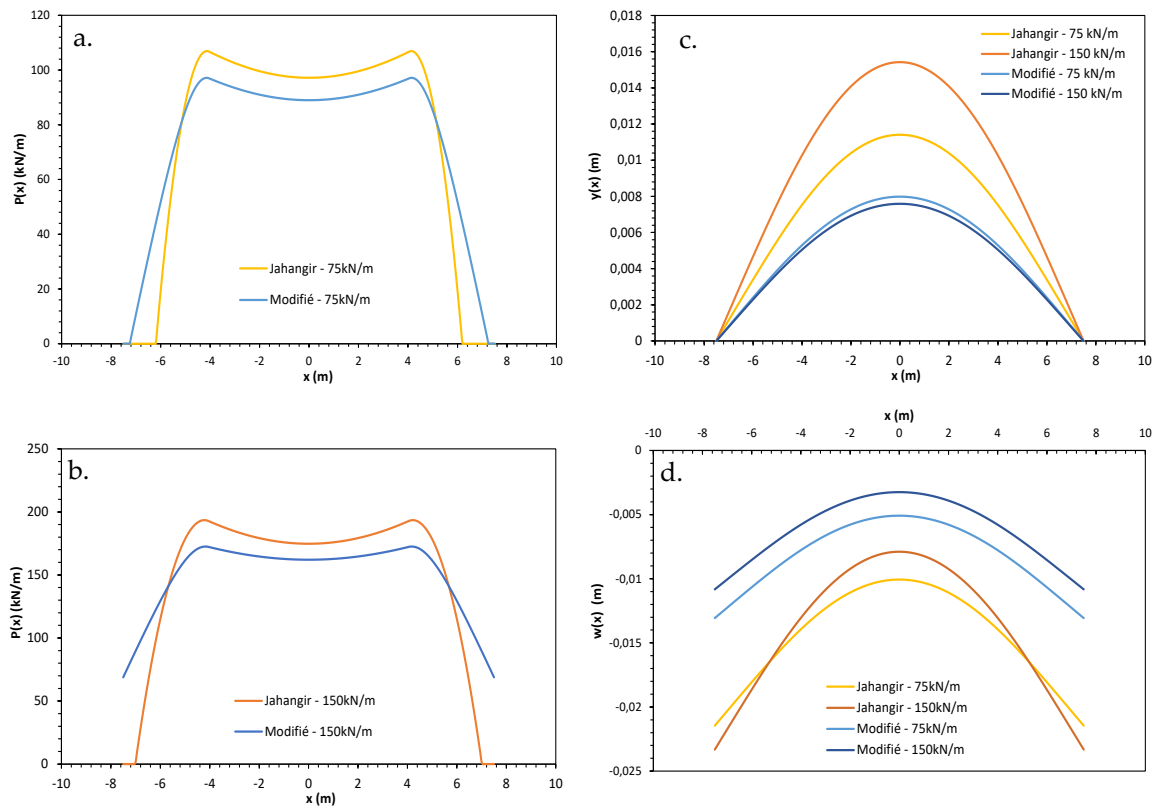 a.
120
100
80
60
40
20
0
P(x) (kN/m)
Jahangir - 75kN/m
Modifié - 75kN/m
-10 -8 -6 -4 -2 0 2 4 6 8 10
x (m)
c.
0,018
0,016
0,014
0,012
0,01
0,008
0,006
0,004
0,002
0
y(x) (m)
Jahangir - 75 kN/m
Jahangir - 150 kN/m
Modifié - 75 kN/m
Modifié - 150 kN/m
-10 -8 -6 -4 -2 0 2 4 6 8 10
x (m)
b.
250
200
150
100
50
0
P(x) (kN/m)
Jahangir - 150kN/m
Modifié - 150kN/m
-10 -8 -6 -4 -2 0 2 4 6 8 10
x (m)
x (m)
-10 -8 -6 -4 -2 0 2 4 6 8 10
d.
0
-0,005
-0,01
-0,015
-0,02
-0,025
w(x) (m)
Jahangir - 75kN/m
Jahangir - 150kN/m
Modifié - 75kN/m
Modifié - 150kN/m